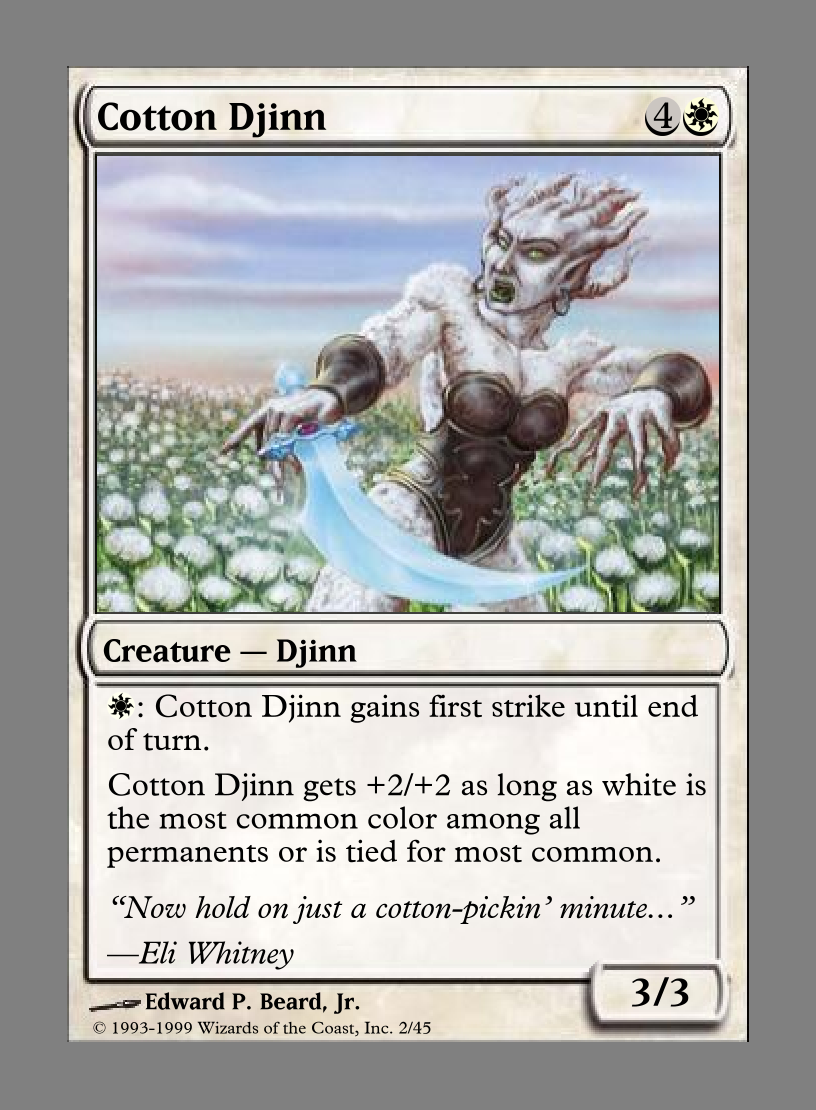 Cotton Djinn 4
Creature — Djinn
: Cotton Djinn gains first strike until end
of turn.
Cotton Djinn gets +2/+2 as long as white is
the most common color among all
permanents or is tied for most common.
“Now hold on just a cotton-pickin’ minute…”
—Eli Whitney
3/3
Edward P. Beard, Jr.
© 1993-1999 Wizards of the Coast, Inc. 2/45